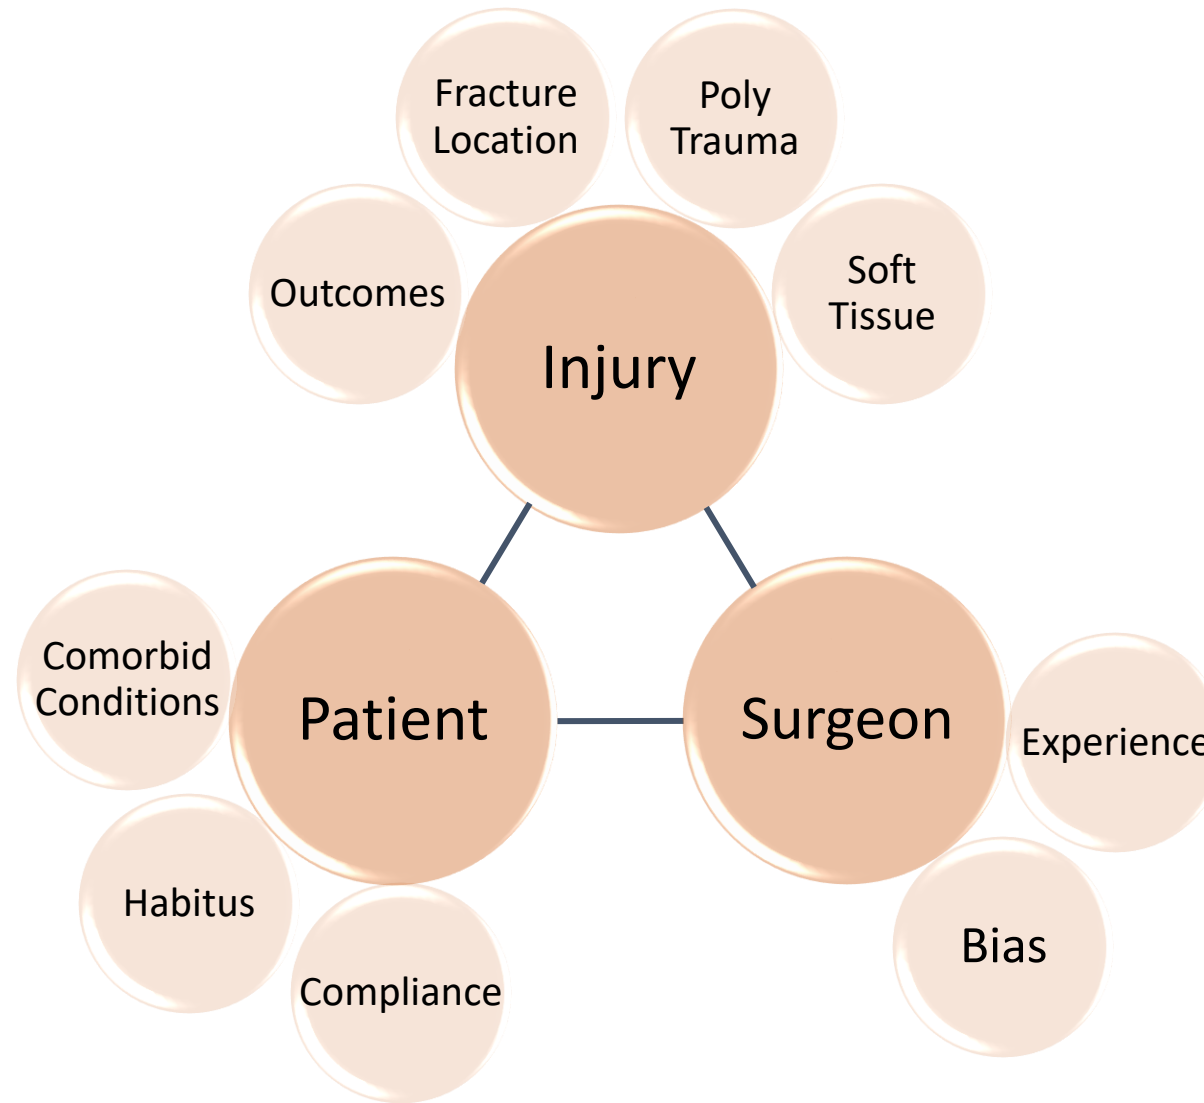 Fracture
Location
Poly
Trauma
Outcomes
Soft
Tissue
Injury
Comorbid
Conditions
Patient
Surgeon
Experience
Habitus
Compliance
Bias